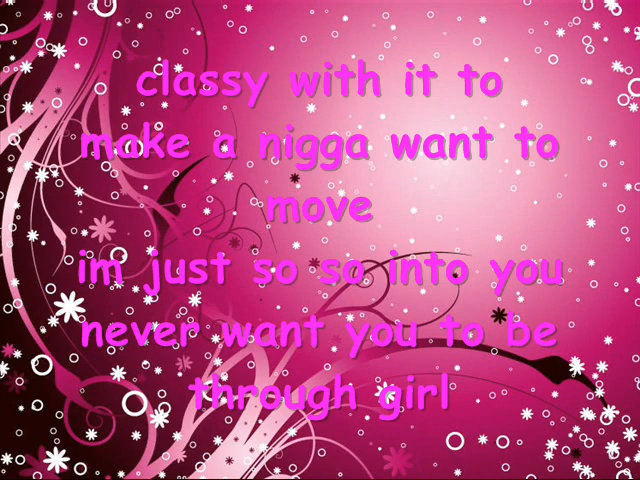 classy with it to
make a nigga want to
move
im just so so into you
never want you to be
through girl